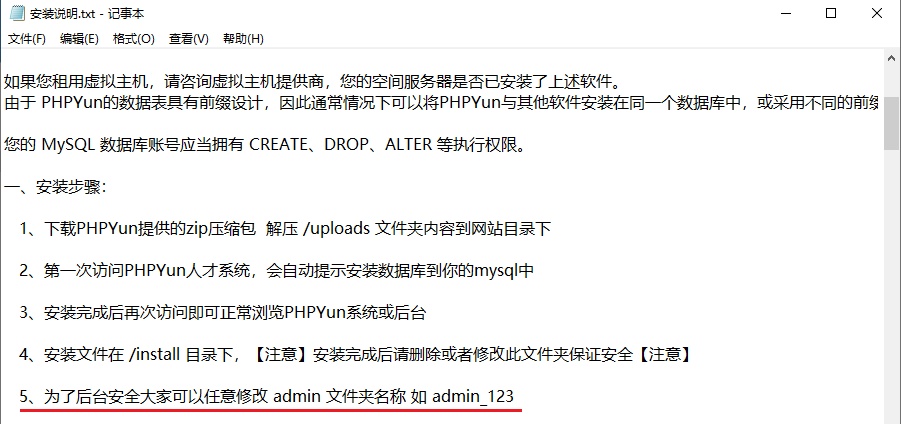 安装说明.txt - 记事本
文件(F) 编辑(E) 格式(O) 查看(V) 帮助(H)
如果您租用虚拟主机，请咨询虚拟主机提供商，您的空间服务器是否已安装了上述软件。
由于 PHPYun的数据表具有前缀设计，因此通常情况下可以将PHPYun与其他软件安装在同一个数据库中，或采用不同的前缀
您的 MySQL 数据库账号应当拥有 CREATE、DROP、ALTER 等执行权限。
一、安装步骤：
1、下载PHPYun提供的zip压缩包 解压 /uploads 文件夹内容到网站目录下
2、第一次访问PHPYun人才系统，会自动提示安装数据库到你的mysql中
3、安装完成后再次访问即可正常浏览PHPYun系统或后台
4、安装文件在 /install 目录下，【注意】安装完成后请删除或者修改此文件夹保证安全【注意】
5、为了后台安全大家可以任意修改 admin 文件夹名称 如 admin_123